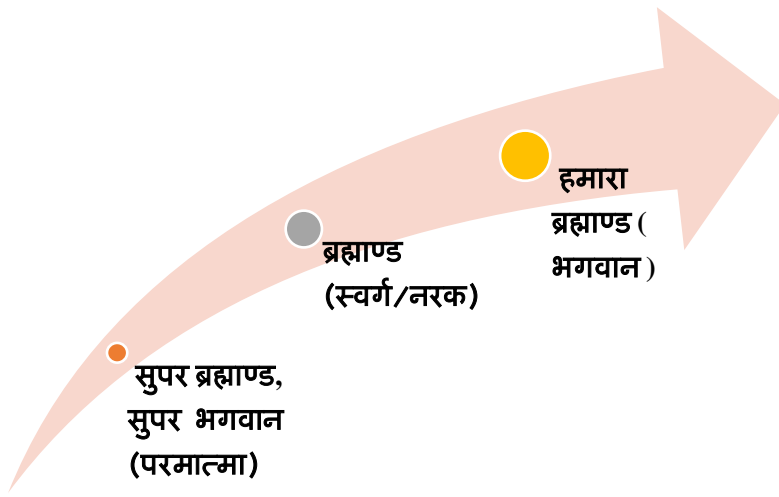 हमारा
ब्रह्माण्ड (
भगवान )
ब्रह्माण्ड
(स्वर्ग/नरक)
सुपर ब्रह्माण्ड,
सुपर भगवान
(परमात्मा)